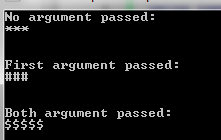 No argument passed:
***
First argument passed:
###
Both argument passed:
$$$$$